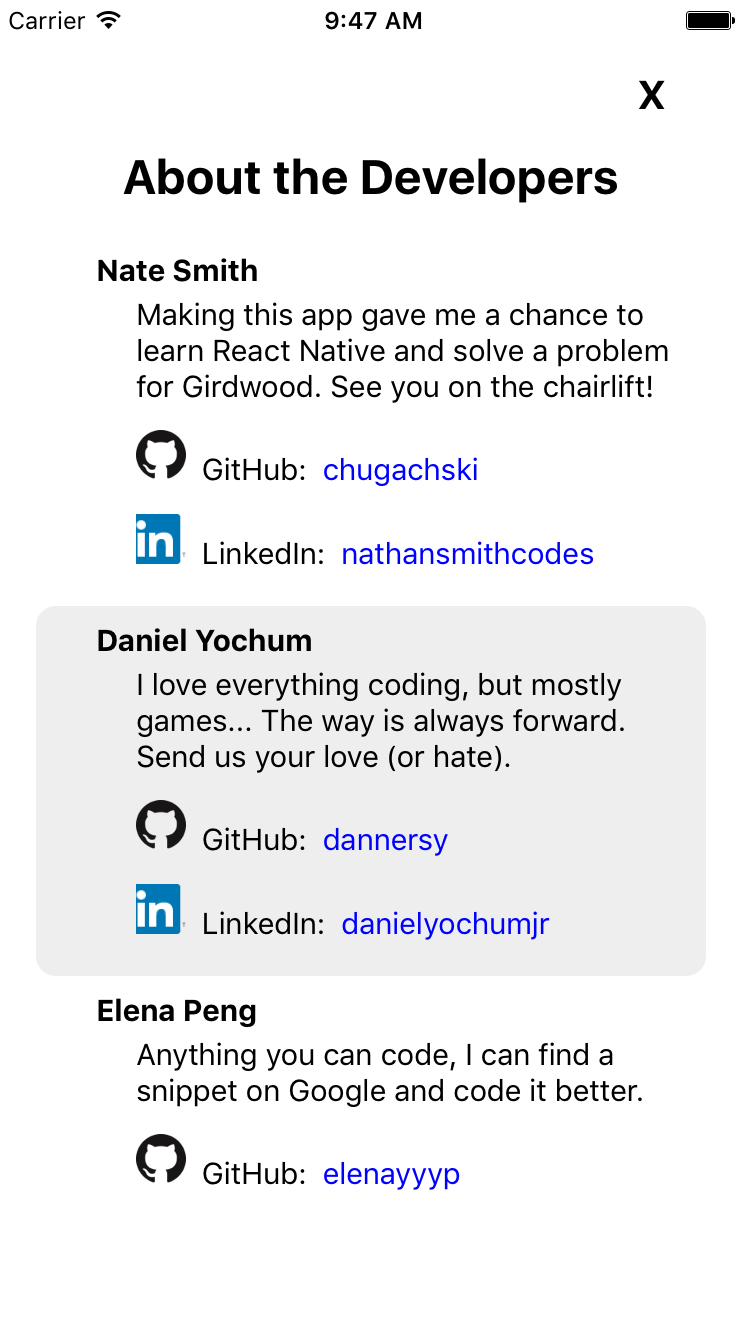 Carrier 9:47 AM
X
About the Developers
Nate Smith
Making this app gave me a chance to
learn React Native and solve a problem
for Girdwood. See you on the chairlift!
GitHub: chugachski
in LinkedIn: nathansmithcodes
Daniel Yochum
I love everything coding, but mostly
games... The way is always forward.
Send us your love (or hate).
GitHub: dannersy
in LinkedIn: danielyochumjr
Elena Peng
Anything you can code, I can find a
snippet on Google and code it better.
GitHub: elenayyyp